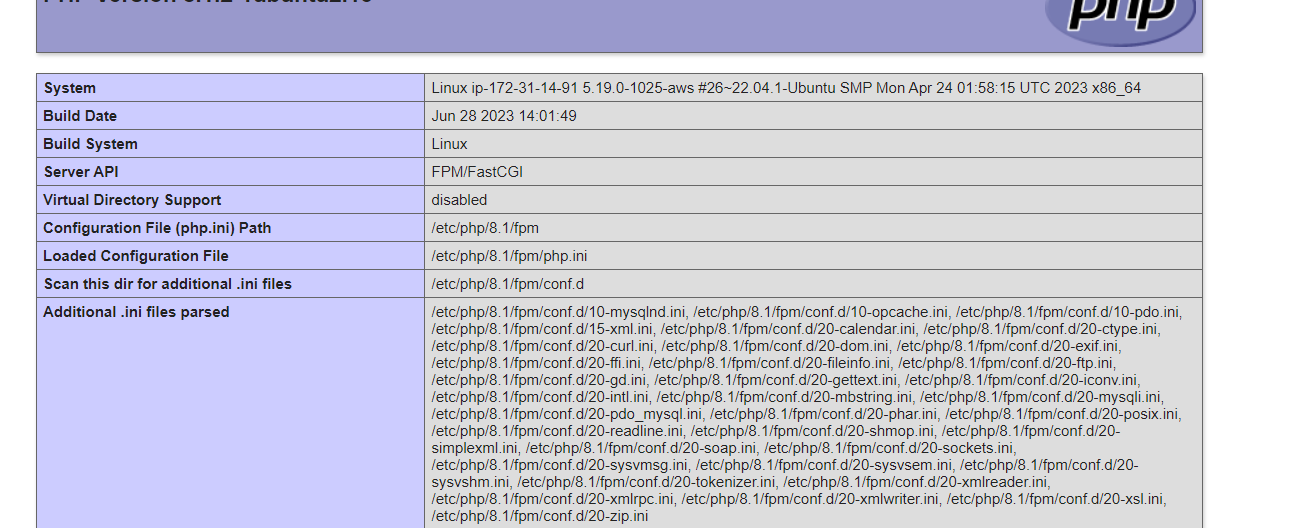 System Linux ip-172-31-14-91 5.19.0-1025-aws #26~22.04.1-Ubuntu SMP Mon Apr 24 01:58:15 UTC 2023 x86_64
Build Date Jun 28 2023 14:01:49
Build System Linux
Server API FPM/FastCGI
Virtual Directory Support disabled
Configuration File (php.ini) Path /etc/php/8.1/fpm
Loaded Configuration File /etc/php/8.1/fpm/php.ini
Scan this dir for additional .ini files /etc/php/8.1/fpm/conf.d
Additional .ini files parsed /etc/php/8.1/fpm/conf.d/10-mysqlnd.ini, /etc/php/8.1/fpm/conf.d/10-opcache.ini, /etc/php/8.1/fpm/conf.d/10-pdo.ini,
/etc/php/8.1/fpm/conf.d/15-xml.ini, /etc/php/8.1/fpm/conf.d/20-calendar.ini, /etc/php/8.1/fpm/conf.d/20-ctype.ini,
/etc/php/8.1/fpm/conf.d/20-curl.ini, /etc/php/8.1/fpm/conf.d/20-dom.ini, /etc/php/8.1/fpm/conf.d/20-exif.ini,
/etc/php/8.1/fpm/conf.d/20-ffi.ini, /etc/php/8.1/fpm/conf.d/20-fileinfo.ini, /etc/php/8.1/fpm/conf.d/20-ftp.ini,
/etc/php/8.1/fpm/conf.d/20-gd.ini, /etc/php/8.1/fpm/conf.d/20-gettext.ini, /etc/php/8.1/fpm/conf.d/20-iconv.ini,
/etc/php/8.1/fpm/conf.d/20-intl.ini, /etc/php/8.1/fpm/conf.d/20-mbstring.ini, /etc/php/8.1/fpm/conf.d/20-mysqli.ini,
/etc/php/8.1/fpm/conf.d/20-pdo_mysql.ini, /etc/php/8.1/fpm/conf.d/20-phar.ini, /etc/php/8.1/fpm/conf.d/20-posix.ini,
/etc/php/8.1/fpm/conf.d/20-readline.ini, /etc/php/8.1/fpm/conf.d/20-shmop.ini, /etc/php/8.1/fpm/conf.d/20-
simplexml.ini, /etc/php/8.1/fpm/conf.d/20-soap.ini, /etc/php/8.1/fpm/conf.d/20-sockets.ini,
/etc/php/8.1/fpm/conf.d/20-sysvmsg.ini, /etc/php/8.1/fpm/conf.d/20-sysvsem.ini, /etc/php/8.1/fpm/conf.d/20-
sysvshm.ini, /etc/php/8.1/fpm/conf.d/20-tokenizer.ini, /etc/php/8.1/fpm/conf.d/20-xmlreader.ini,
/etc/php/8.1/fpm/conf.d/20-xmlrpc.ini, /etc/php/8.1/fpm/conf.d/20-xmlwriter.ini, /etc/php/8.1/fpm/conf.d/20-xsl.ini,
/etc/php/8.1/fpm/conf.d/20-zip.ini